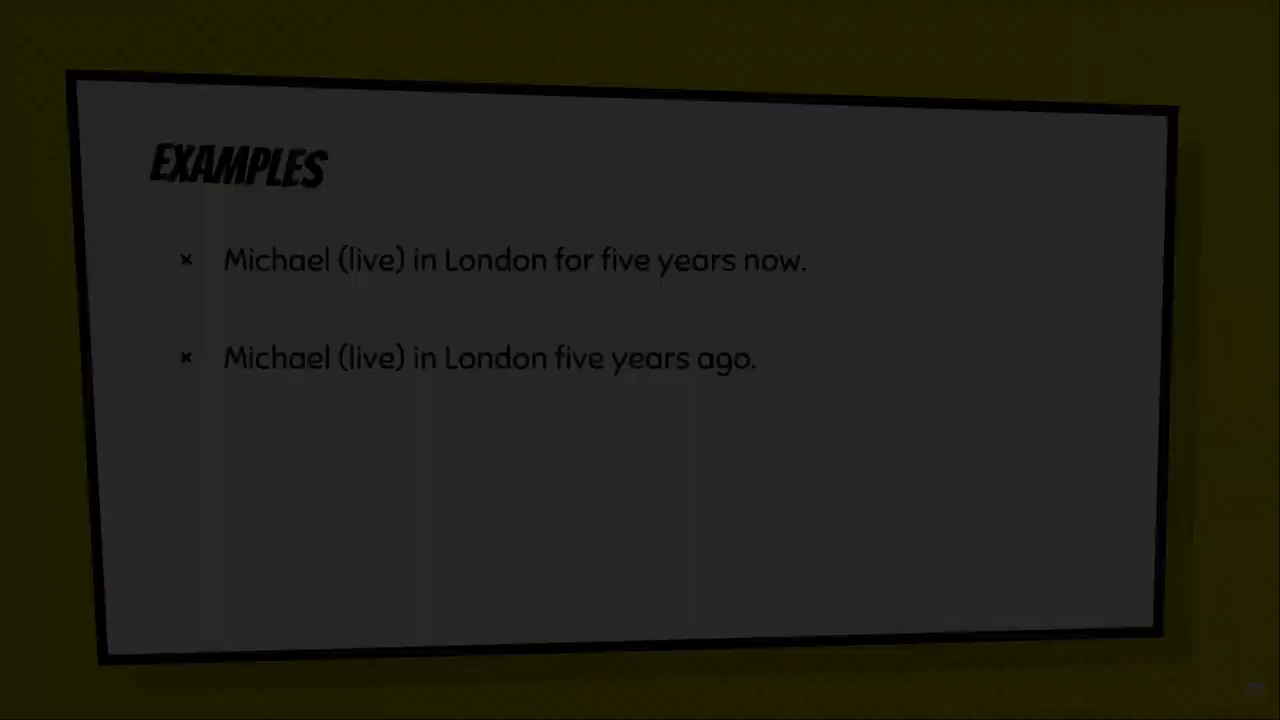 EXAMPLES
× Michael (live) in London for five years now.
× Michael (live) in London five years ago.